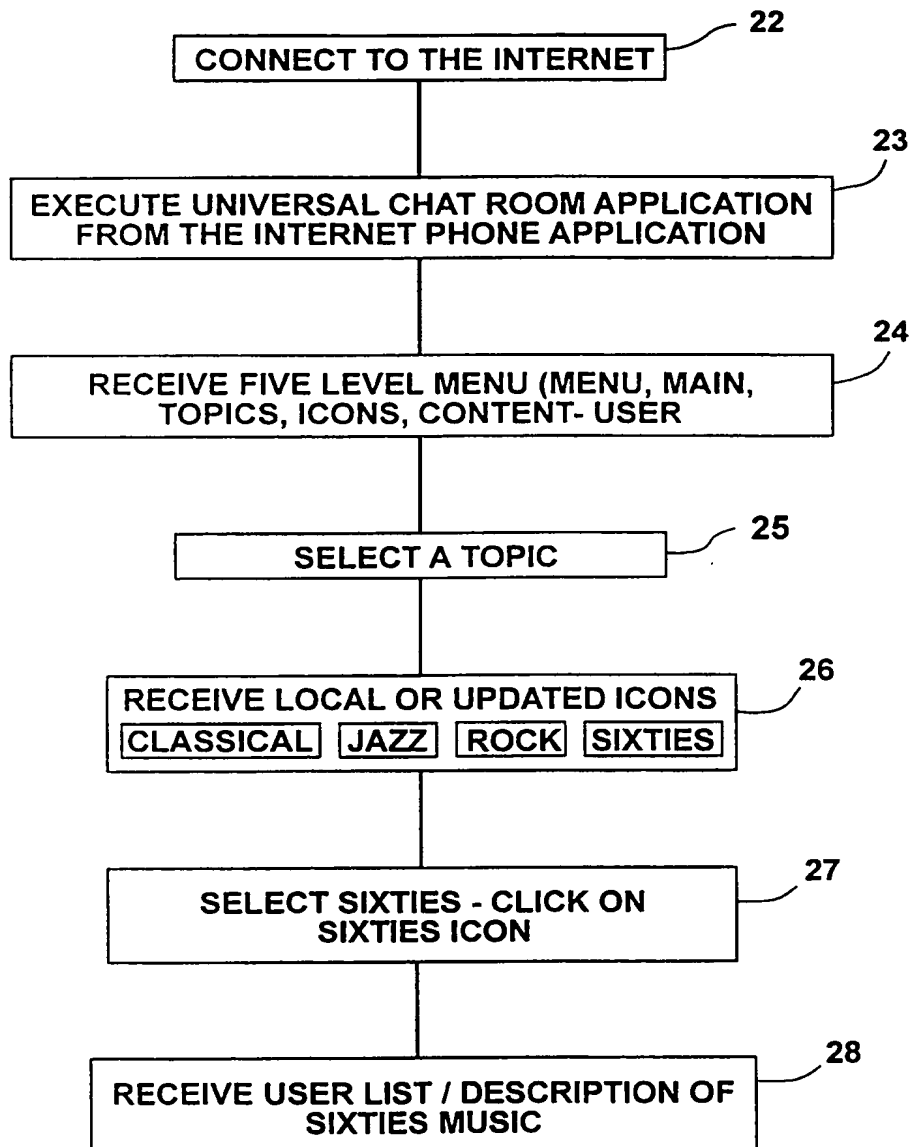 22
CONNECT TO THE INTERNET
23
EXECUTE UNIVERSAL CHAT ROOM APPLICATION
FROM THE INTERNET PHONE APPLICATION
24
RECEIVE FIVE LEVEL MENU (MENU, MAIN,
TOPICS, ICONS, CONTENT- USER
25
SELECT A TOPIC
26
RECEIVE LOCAL OR UPDATED ICONS
CLASSICAL JAZZ ROCK SIXTIES
27
SELECT SIXTIES - CLICK ON
SIXTIES ICON
28
RECEIVE USER LIST / DESCRIPTION OF
SIXTIES MUSIC